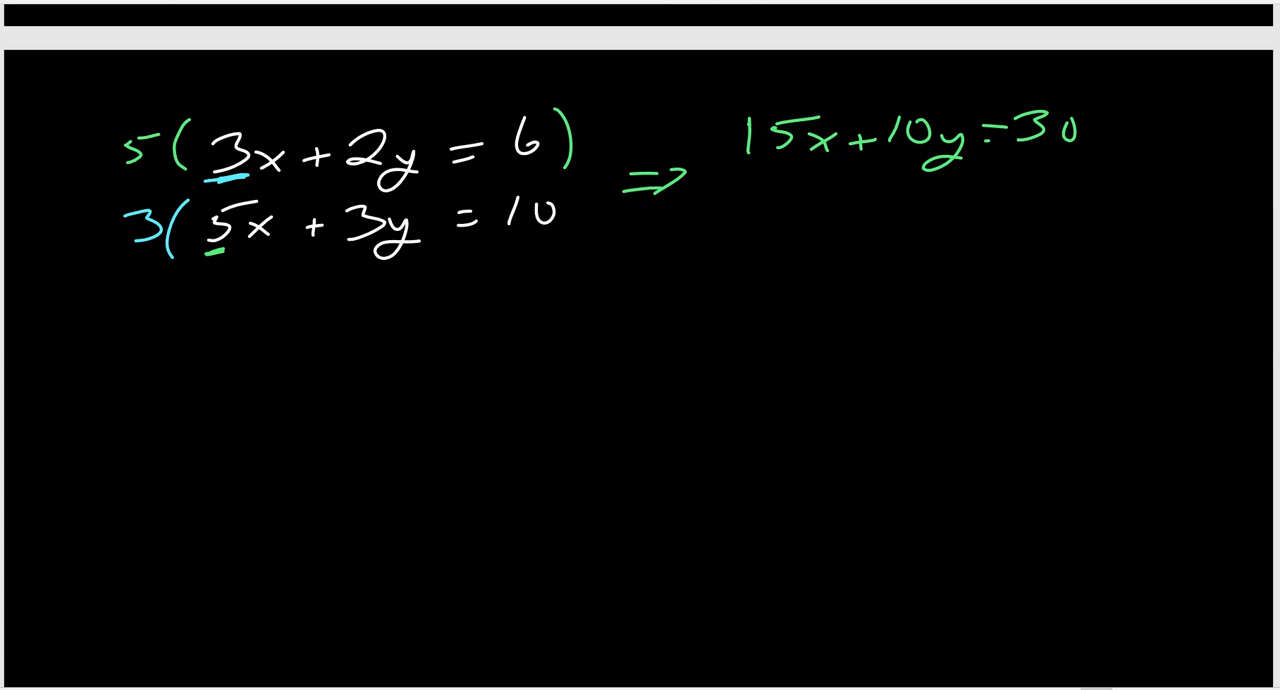 5(3x + 2y = 6) ⇒ 15x + 10y = 30
3(5x + 3y = 10